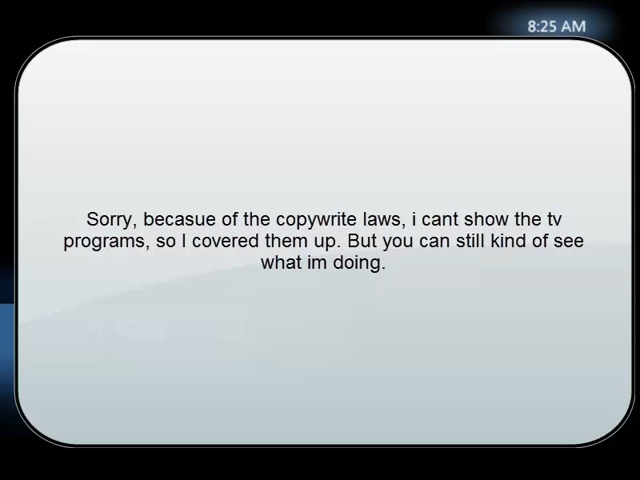 8:25 AM
Sorry, becasue of the copywrite laws, i cant show the tv
programs, so I covered them up. But you can still kind of see
what im doing.